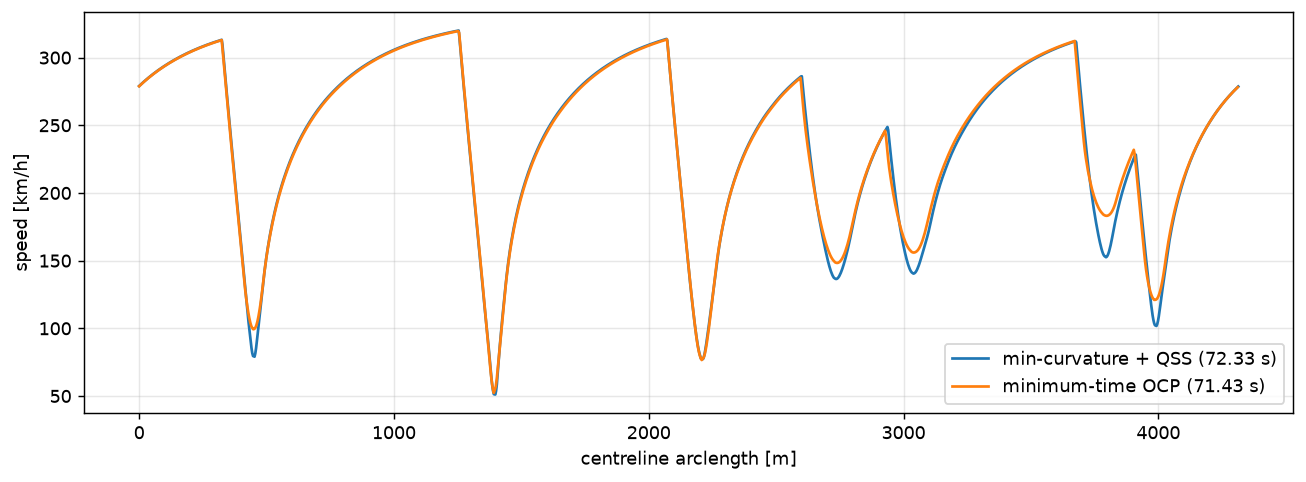 300
250
200
150
100
50
speed [km/h]
min-curvature + QSS (72.33 s)
minimum-time OCP (71.43 s)
0 1000 2000 3000 4000
centreline arclength [m]